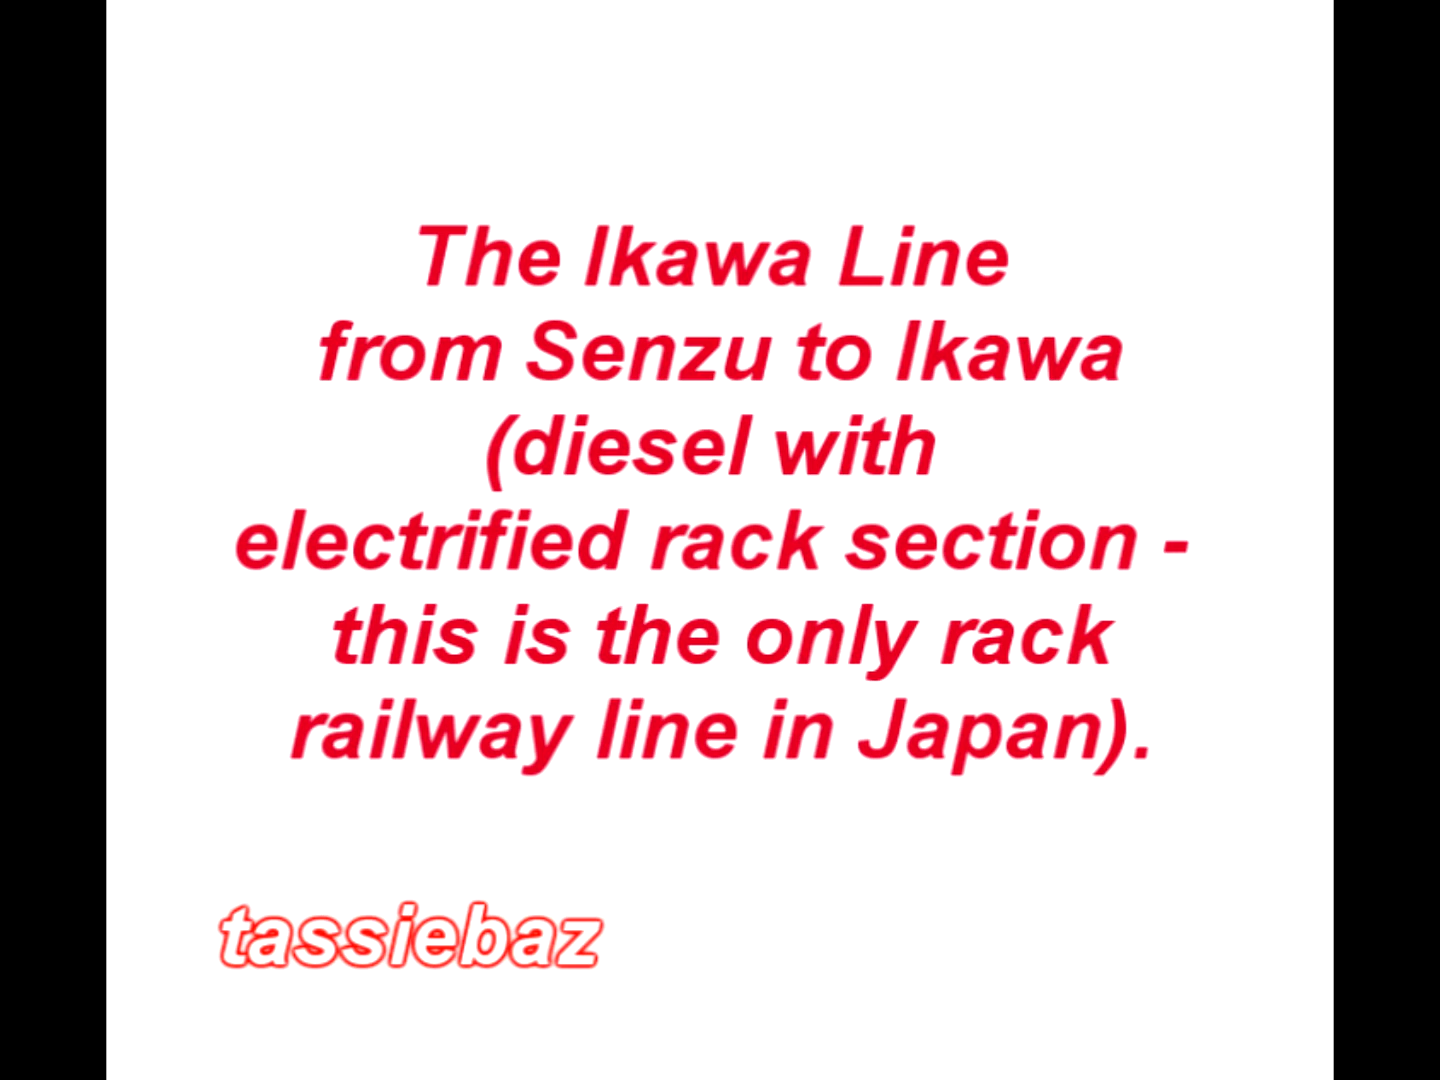 The Ikawa Line
from Senzu to Ikawa
(diesel with
electrified rack section -
this is the only rack
railway line in Japan).
tassiebaz